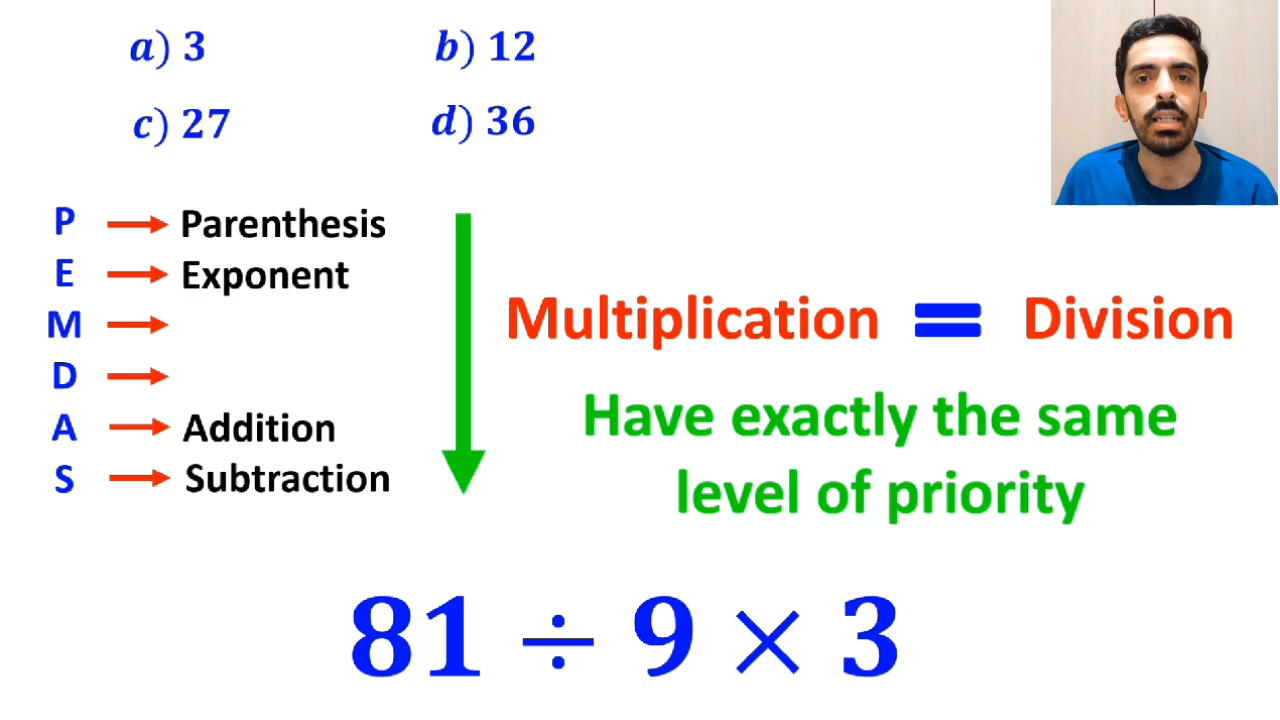 a) 3
b) 12
c) 27
d) 36
P → Parenthesis
E → Exponent
M →
D →
A → Addition
S → Subtraction
Multiplication = Division
Have exactly the same
level of priority
81 ÷ 9 × 3